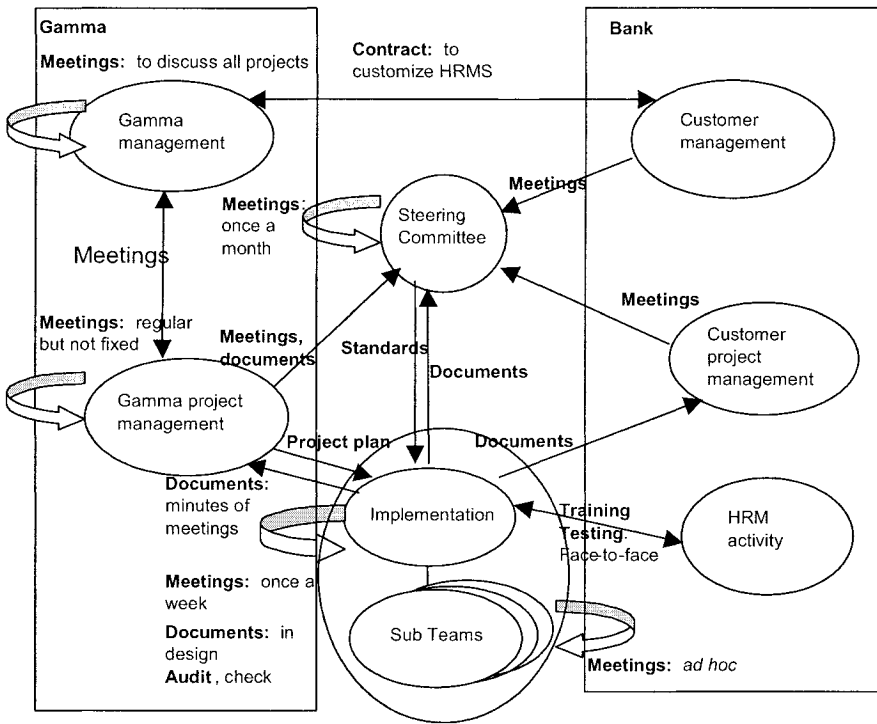 Gamma
Bank
Meetings: to discuss all projects
Contract: to
customize HRMS
Gamma
management
Customer
management
Meetings
Meetings:
once a
month
Steering
Committee
Meetings
Meetings: regular
but not fixed
Meetings,
documents
Standards
Documents
Meetings
Customer
project
management
Gamma project
management
Project plan
Documents
Documents:
minutes of
meetings
Implementation
Training
Testing:
Face-to-face
HRM
activity
Meetings: once a
week
Documents: in
design
Audit , check
Sub Teams
Meetings: ad hoc